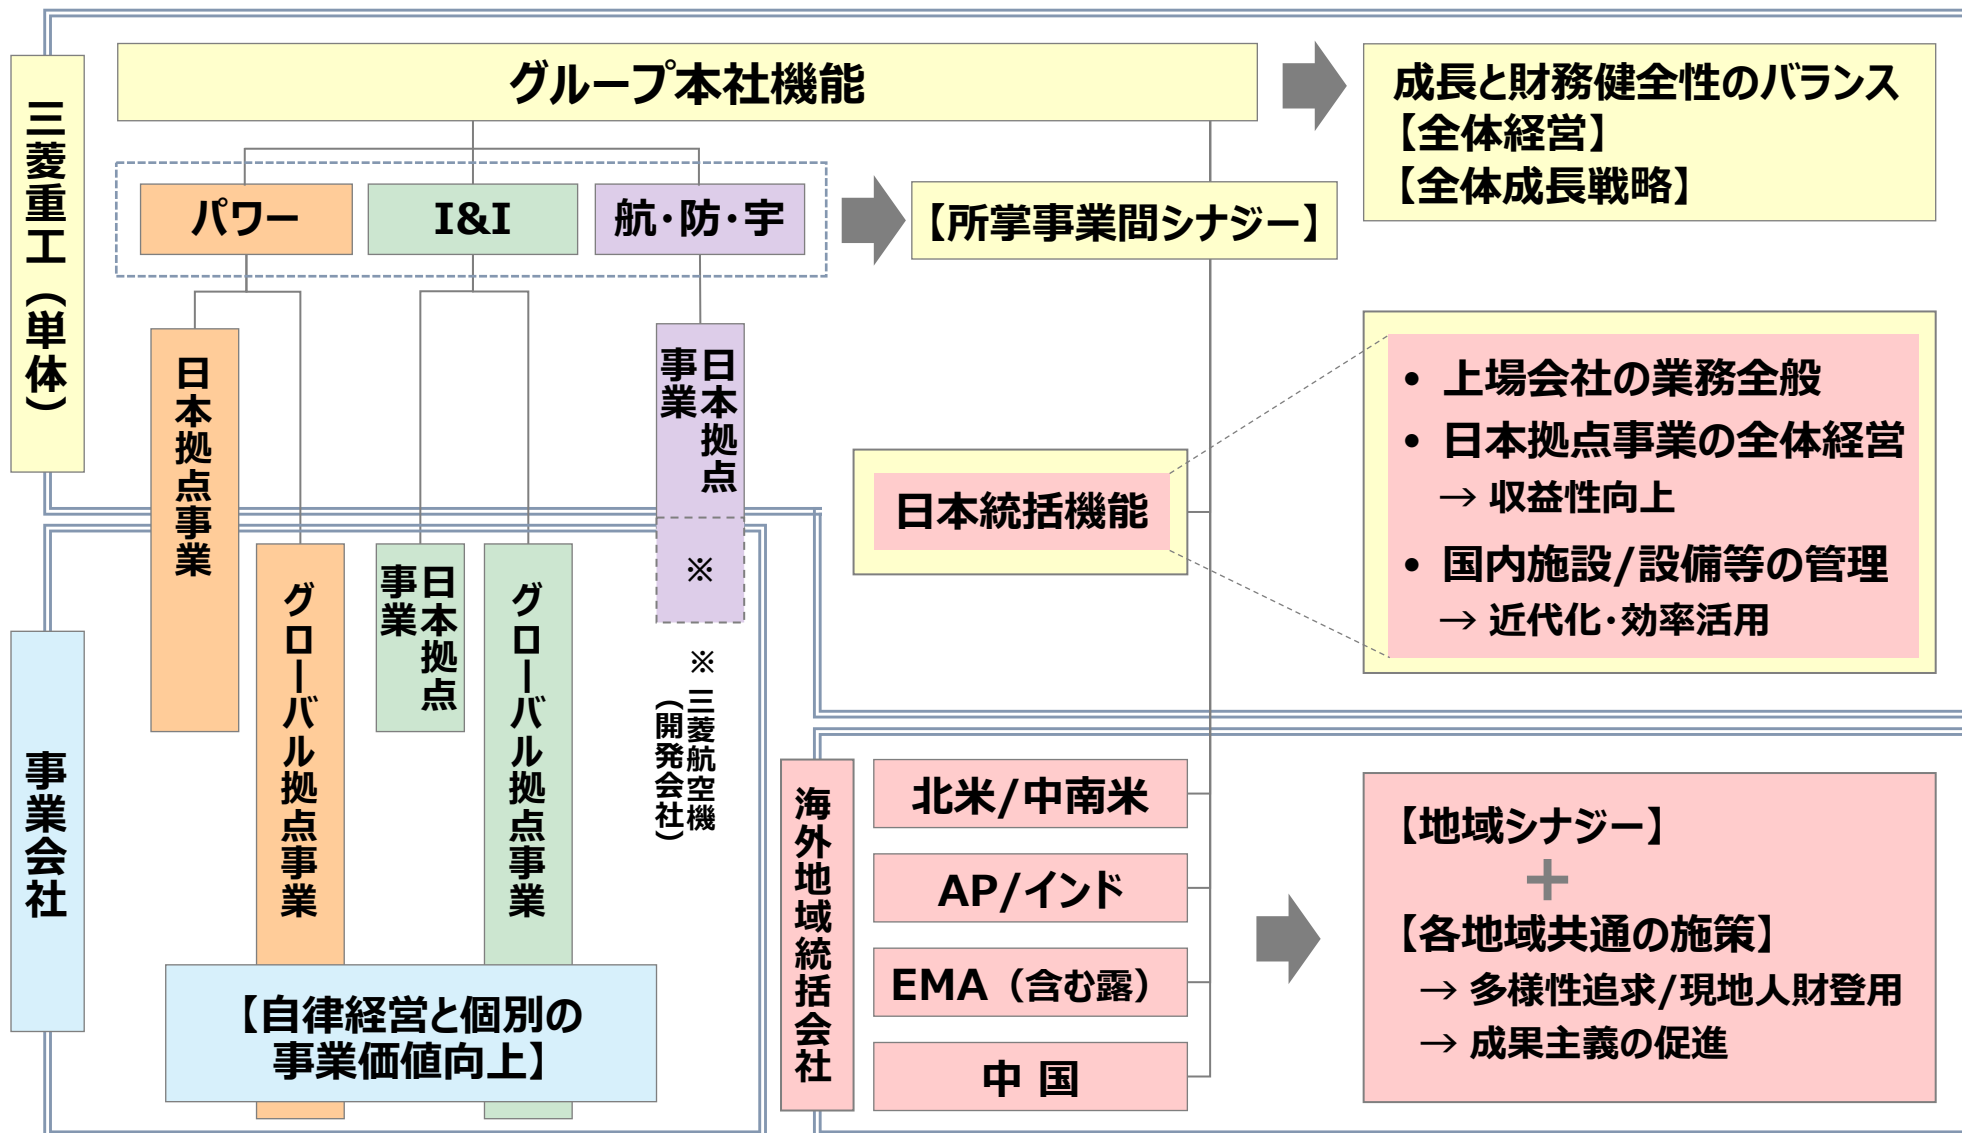 三菱重工（単体）
グループ本社機能
成長と財務健全性のバランス
【全体経営】
【全体成長戦略】
パワー
I&I
航・防・宇
【所掌事業間シナジー】
日本拠点事業
グローバル拠点事業
日本拠点
事業
グローバル拠点事業
日本拠点
事業
※
※三菱航空機
（開発会社）
日本統括機能
• 上場会社の業務全般
• 日本拠点事業の全体経営
→ 収益性向上
• 国内施設/設備等の管理
→ 近代化・効率活用
事業会社
【自律経営と個別の
事業価値向上】
海外地域統括会社
北米/中南米
AP/インド
EMA（含む露）
中 国
【地域シナジー】
＋
【各地域共通の施策】
→ 多様性追求/現地人財登用
→ 成果主義の促進